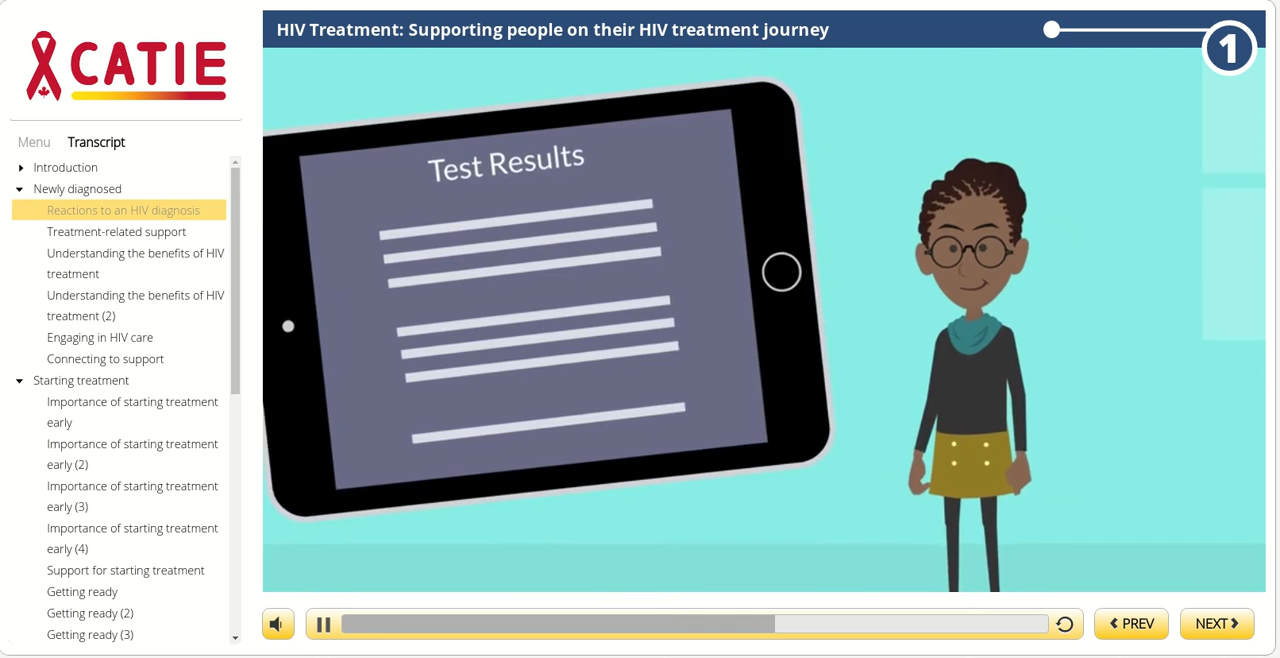 CATIE
HIV Treatment: Supporting people on their HIV treatment journey
1
Menu Transcript
Introduction
Newly diagnosed
Reactions to an HIV diagnosis
Treatment-related support
Understanding the benefits of HIV
treatment
Understanding the benefits of HIV
treatment (2)
Engaging in HIV care
Connecting to support
Starting treatment
Importance of starting treatment
early
Importance of starting treatment
early (2)
Importance of starting treatment
early (3)
Importance of starting treatment
early (4)
Support for starting treatment
Getting ready
Getting ready (2)
Getting ready (3)
Test Results
PREV
NEXT